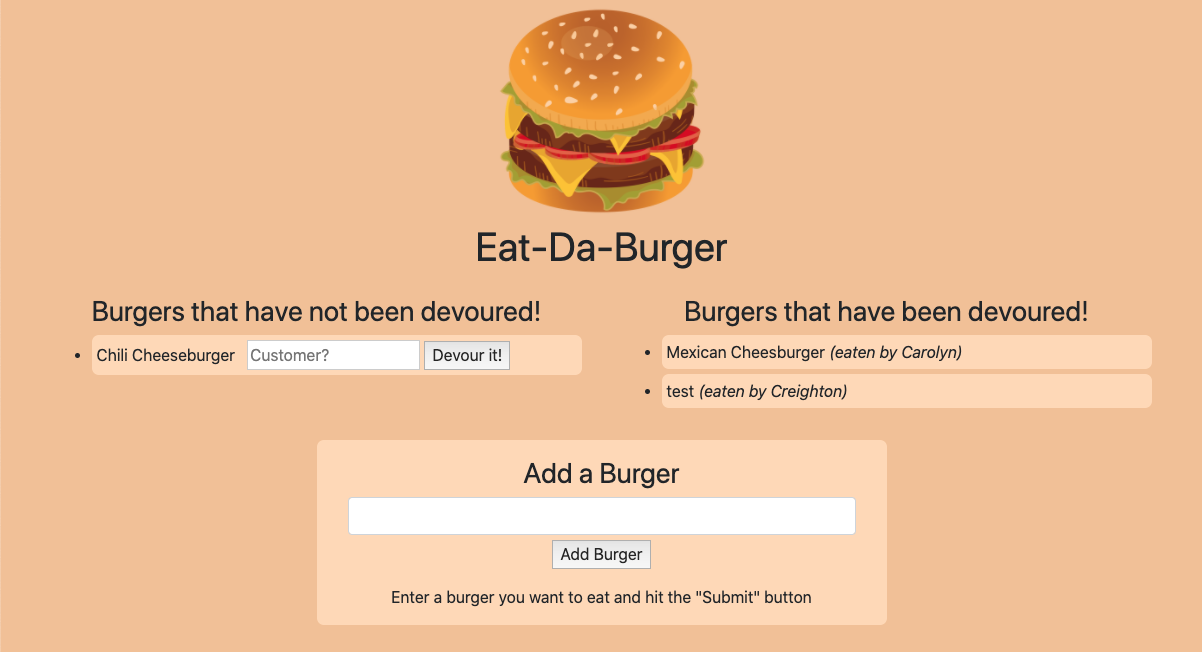 Eat-Da-Burger
Burgers that have not been devoured!
Chili Cheeseburger Customer? Devour it!
Burgers that have been devoured!
Mexican Cheesburger (eaten by Carolyn)
test (eaten by Creighton)
Add a Burger
Add Burger
Enter a burger you want to eat and hit the "Submit" button